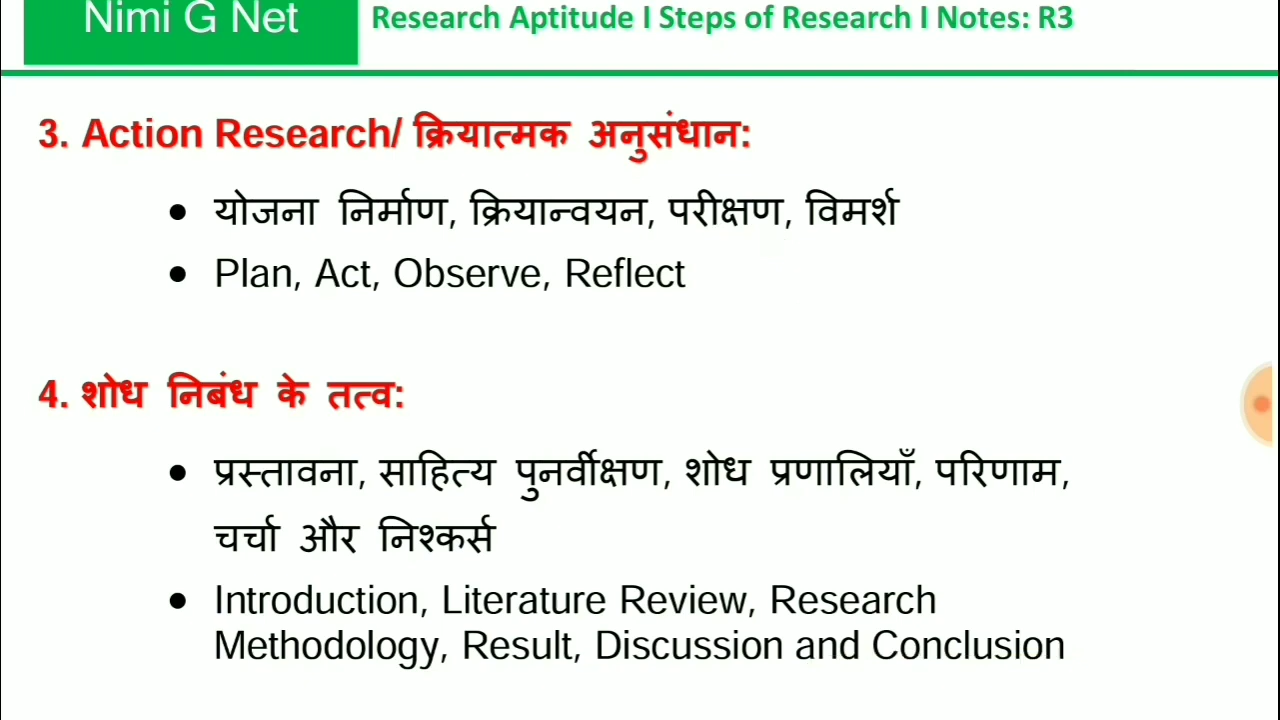 Nimi G Net
Research Aptitude I Steps of Research I Notes: R3
3. Action Research/ क्रियात्मक अनुसंधान:
• योजना निर्माण, क्रियान्वयन, परीक्षण, विमर्श
• Plan, Act, Observe, Reflect
4. शोध निबंध के तत्व:
• प्रस्तावना, साहित्य पुनर्वीक्षण, शोध प्रणालियाँ, परिणाम,
चर्चा और निश्कर्स
• Introduction, Literature Review, Research
Methodology, Result, Discussion and Conclusion